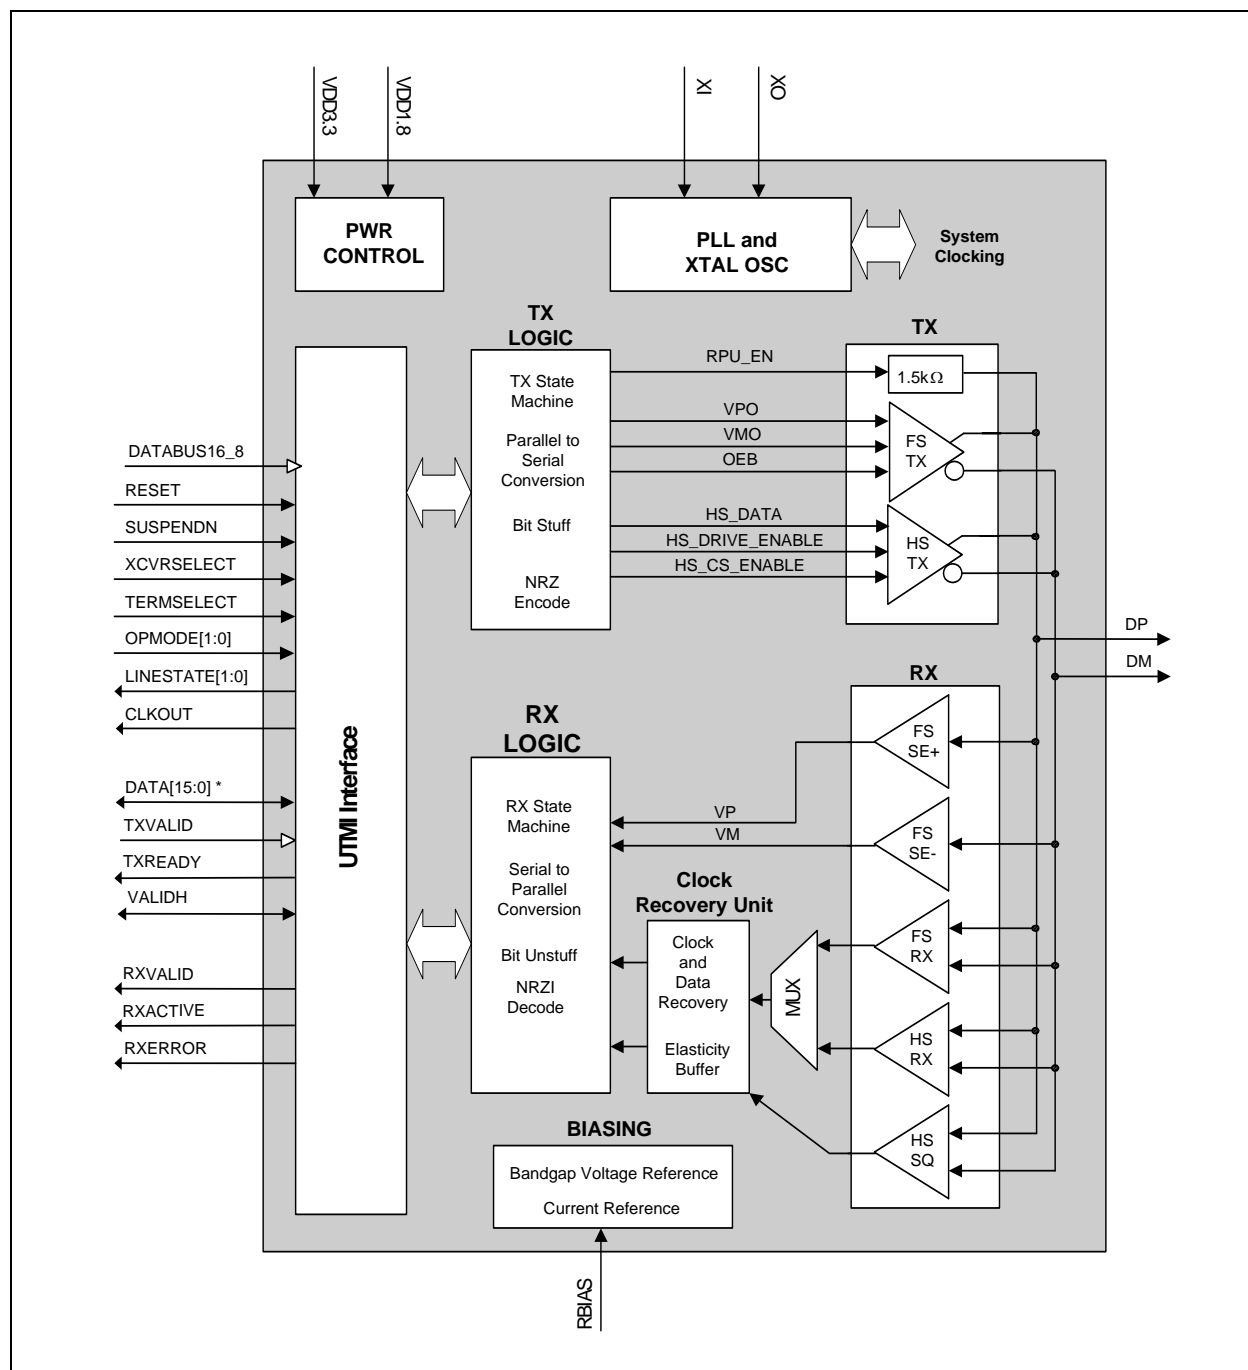 VDD3.3
VDD1.8
XI
XO
PWR
CONTROL
PLL and
XTAL OSC
System
Clocking
TX
LOGIC
TX State
Machine
Parallel to
Serial
Conversion
Bit Stuff
NRZ
Encode
RPU_EN
VPO
VMO
OEB
HS_DATA
HS_DRIVE_ENABLE
HS_CS_ENABLE
TX
1.5kΩ
FS
TX
HS
TX
DATABUS16_8
RESET
SUSPENDN
XCVRSELECT
TERMSELECT
OPMODE[1:0]
LINESTATE[1:0]
CLKOUT
DATA[15:0] *
TXVALID
TXREADY
VALIDH
RXVALID
RXACTIVE
RXERROR
UTMI Interface
DP
DM
RX
LOGIC
RX State
Machine
Serial to
Parallel
Conversion
Bit Unstuff
NRZI
Decode
VP
VM
Clock
Recovery Unit
Clock
and
Data
Recovery
Elasticity
Buffer
MUX
RX
FS
SE+
FS
SE-
FS
RX
HS
RX
HS
SQ
BIASING
Bandgap Voltage Reference
Current Reference
RBIAS